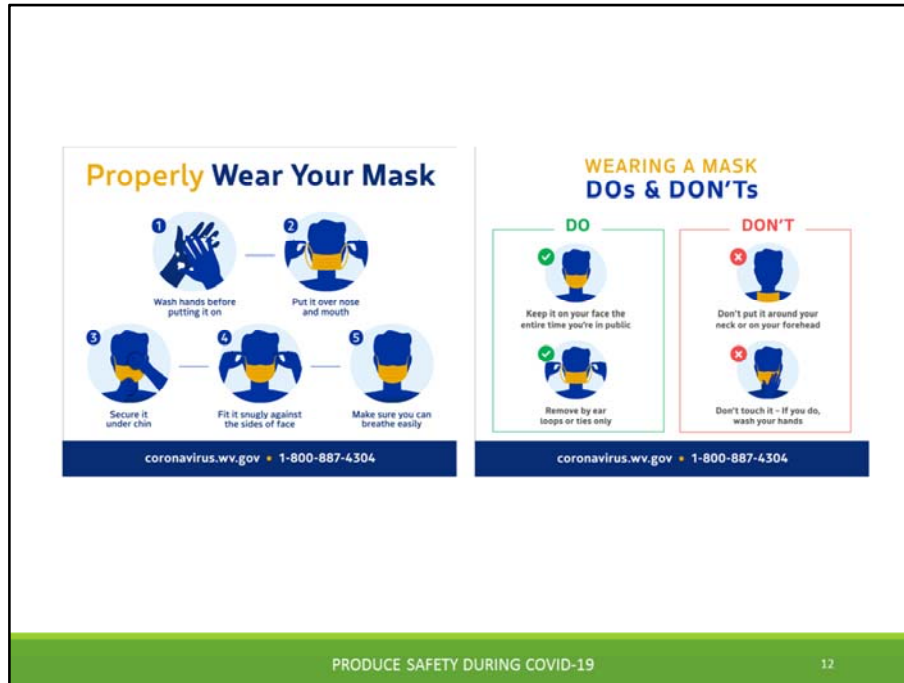 Properly Wear Your Mask
1
Wash hands before
putting it on
2
Put it over nose
and mouth
3
Secure it
under chin
4
Fit it snugly against
the sides of face
5
Make sure you can
breathe easily
coronavirus.wv.gov • 1-800-887-4304
WEARING A MASK
DOs & DON'Ts
DO
Keep it on your face the
entire time you're in public
Remove by ear
loops or ties only
DON'T
Don't put it around your
neck or on your forehead
Don't touch it – If you do,
wash your hands
coronavirus.wv.gov • 1-800-887-4304
PRODUCE SAFETY DURING COVID-19
12